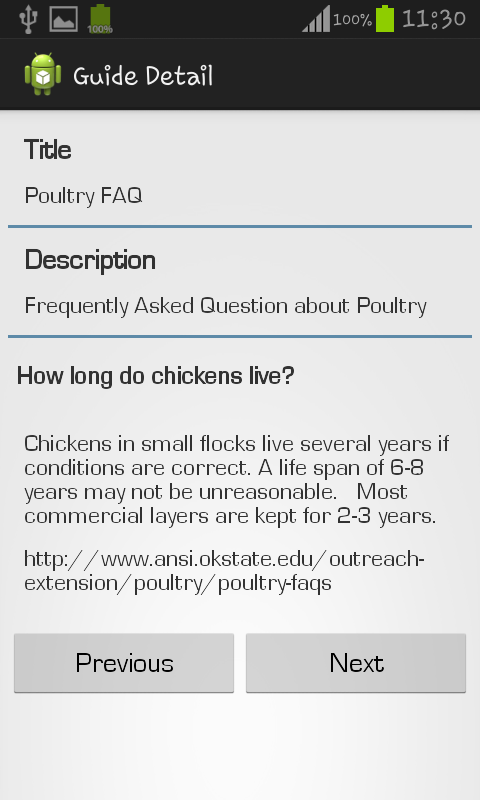 100% 100% 11:30
Guide Detail
Title
Poultry FAQ
Description
Frequently Asked Question about Poultry
How long do chickens live?
Chickens in small flocks live several years if
conditions are correct. A life span of 6-8
years may not be unreasonable.   Most
commercial layers are kept for 2-3 years.
http://www.ansi.okstate.edu/outreach-
extension/poultry/poultry-faqs
Previous Next